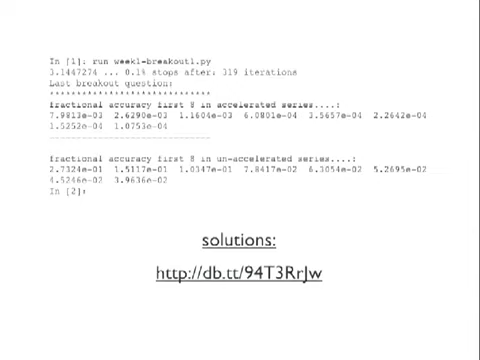 In [1]: run week1-breakout1.py
3.1447274 ... 0.1% stops after: 319 iterations
Last breakout question:
******************************
fractional accuracy first 8 in accelerated series....:
7.9813e-03 2.6290e-03 1.1604e-03 6.0801e-04 3.5657e-04 2.2642e-04
1.5252e-04 1.0753e-04
------------------------------
fractional accuracy first 8 in un-accelerated series....:
2.7324e-01 1.5117e-01 1.0347e-01 7.8417e-02 6.3054e-02 5.2695e-02
4.5246e-02 3.9636e-02
In [2]:
solutions:
http://db.tt/94T3RrJw